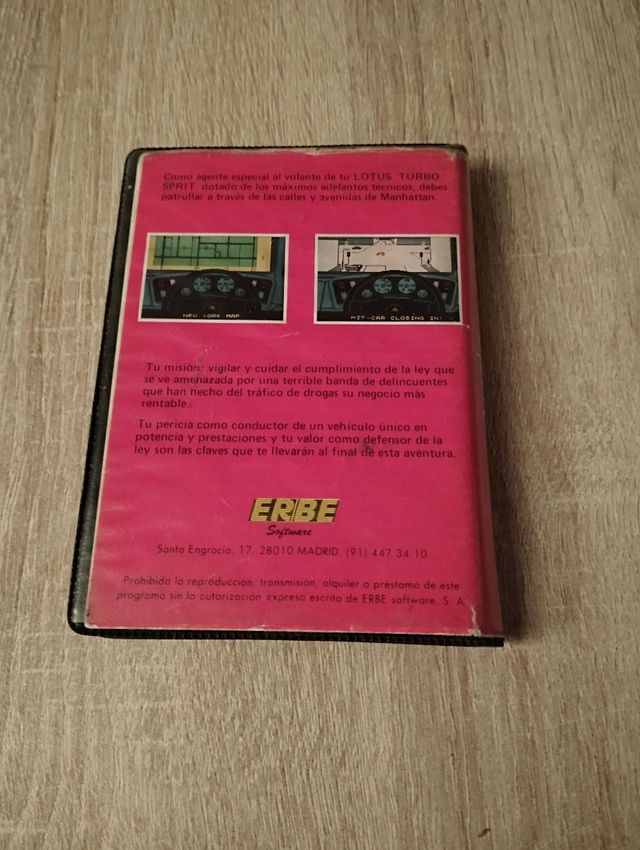 Como agente especial al volante de tu LOTUS TURBO
SPRIT dotado de los máximos adelantos técnicos, debes
patrullar a través de las calles y avenidas de Manhattan.
NEW YORK MAP
HIT-CAR CLOSING IN!
Tu misión: vigilar y cuidar el cumplimiento de la ley que
se ve amenazada por una terrible banda de delincuentes
que han hecho del tráfico de drogas su negocio más
rentable.
Tu pericia como conductor de un vehículo único en
potencia y prestaciones y tu valor como defensor de la
ley son las claves que te llevarán al final de esta aventura.
ERBE
Software
Santa Engracia, 17. 28010 MADRID. (91) 447 34 10
Prohibida la reproduccion, transmisión, alquiler o préstamo de este
programa sin la autorizacion expresa escrita de ERBE software, S. A.